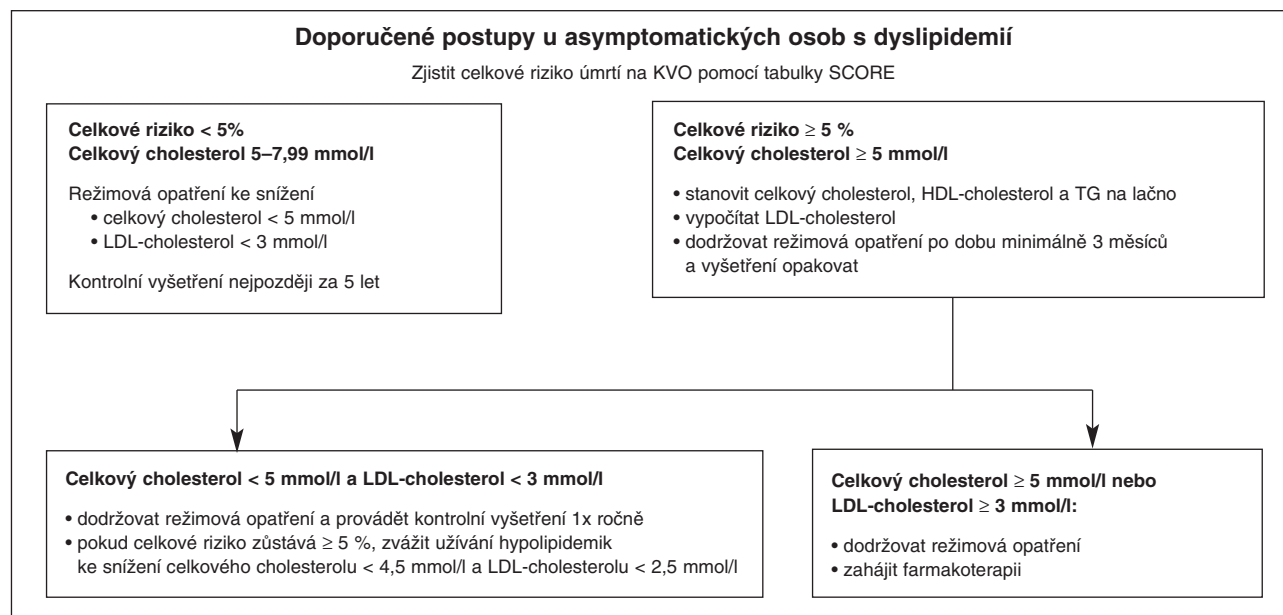 Doporučené postupy u asymptomatických osob s dyslipidemií
Zjistit celkové riziko úmrtí na KVO pomocí tabulky SCORE
Celkové riziko < 5%
Celkový cholesterol 5–7,99 mmol/l
Režimová opatření ke snížení
• celkový cholesterol < 5 mmol/l
• LDL-cholesterol < 3 mmol/l
Kontrolní vyšetření nejpozději za 5 let
Celkové riziko ≥ 5 %
Celkový cholesterol ≥ 5 mmol/l
• stanovit celkový cholesterol, HDL-cholesterol a TG na lačno
• vypočítat LDL-cholesterol
• dodržovat režimová opatření po dobu minimálně 3 měsíců
a vyšetření opakovat
Celkový cholesterol < 5 mmol/l a LDL-cholesterol < 3 mmol/l
• dodržovat režimová opatření a provádět kontrolní vyšetření 1x ročně
• pokud celkové riziko zůstává ≥ 5 %, zvážit užívání hypolipidemik
ke snížení celkového cholesterolu < 4,5 mmol/l a LDL-cholesterolu < 2,5 mmol/l
Celkový cholesterol ≥ 5 mmol/l nebo
LDL-cholesterol ≥ 3 mmol/l:
• dodržovat režimová opatření
• zahájit farmakoterapii